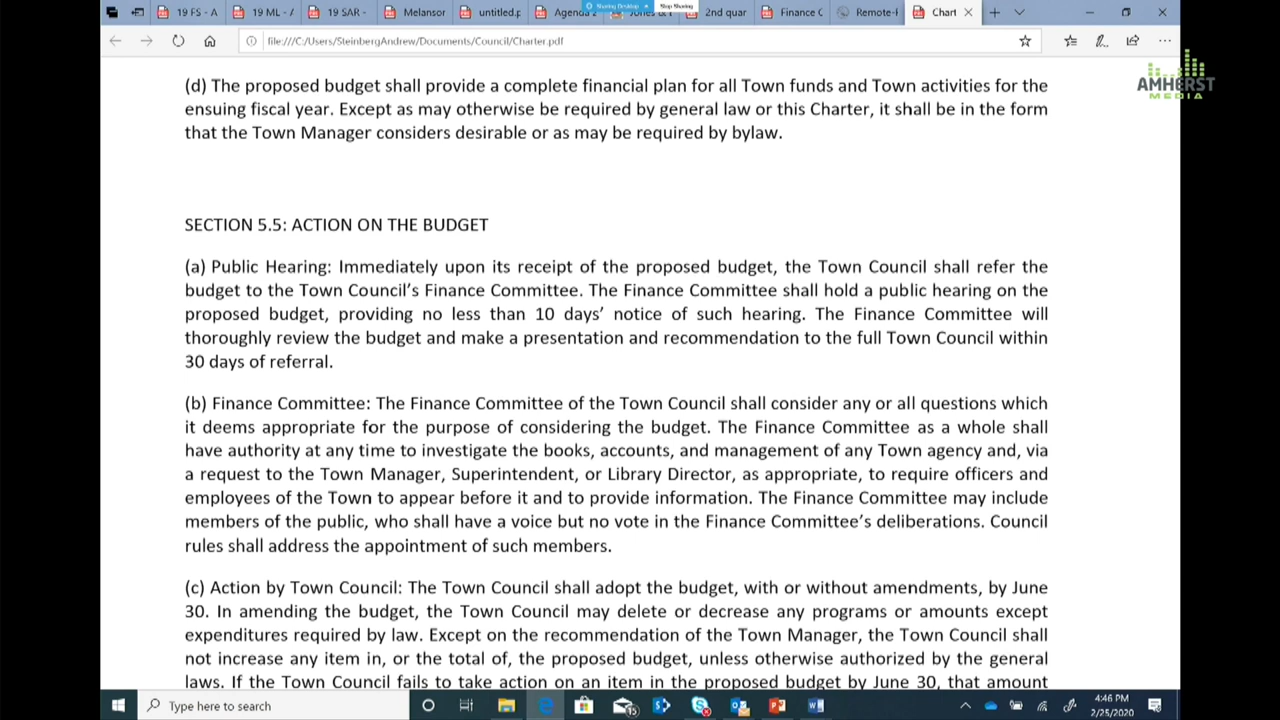 19 FS - A
19 ML - /
19 SAR -
Melansor
untitled.p
Agenda 2
Sharing Desktop
Stop Sharing
2nd quar
Finance C
Remote-I
Chart
file:///C:/Users/SteinbergAndrew/Documents/Council/Charter.pdf
AMHERST
MEDIA
(d) The proposed budget shall provide a complete financial plan for all Town funds and Town activities for the
ensuing fiscal year. Except as may otherwise be required by general law or this Charter, it shall be in the form
that the Town Manager considers desirable or as may be required by bylaw.
SECTION 5.5: ACTION ON THE BUDGET
(a) Public Hearing: Immediately upon its receipt of the proposed budget, the Town Council shall refer the
budget to the Town Council’s Finance Committee. The Finance Committee shall hold a public hearing on the
proposed budget, providing no less than 10 days’ notice of such hearing. The Finance Committee will
thoroughly review the budget and make a presentation and recommendation to the full Town Council within
30 days of referral.
(b) Finance Committee: The Finance Committee of the Town Council shall consider any or all questions which
it deems appropriate for the purpose of considering the budget. The Finance Committee as a whole shall
have authority at any time to investigate the books, accounts, and management of any Town agency and, via
a request to the Town Manager, Superintendent, or Library Director, as appropriate, to require officers and
employees of the Town to appear before it and to provide information. The Finance Committee may include
members of the public, who shall have a voice but no vote in the Finance Committee’s deliberations. Council
rules shall address the appointment of such members.
(c) Action by Town Council: The Town Council shall adopt the budget, with or without amendments, by June
30. In amending the budget, the Town Council may delete or decrease any programs or amounts except
expenditures required by law. Except on the recommendation of the Town Manager, the Town Council shall
not increase any item in, or the total of, the proposed budget, unless otherwise authorized by the general
laws. If the Town Council fails to take action on an item in the proposed budget by June 30, that amount
Type here to search
15
4:46 PM
2/25/2020